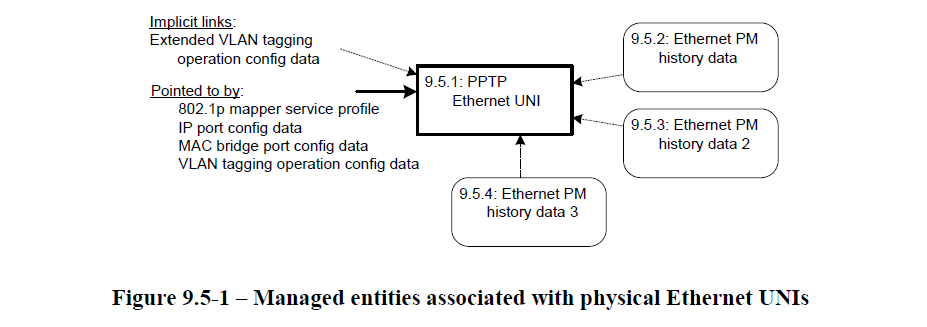 Implicit links:
Extended VLAN tagging
operation config data
Pointed to by:
802.1p mapper service profile
IP port config data
MAC bridge port config data
VLAN tagging operation config data
9.5.1: PPTP
Ethernet UNI
9.5.2: Ethernet PM
history data
9.5.3: Ethernet PM
history data 2
9.5.4: Ethernet PM
history data 3
Figure 9.5-1 – Managed entities associated with physical Ethernet UNIs